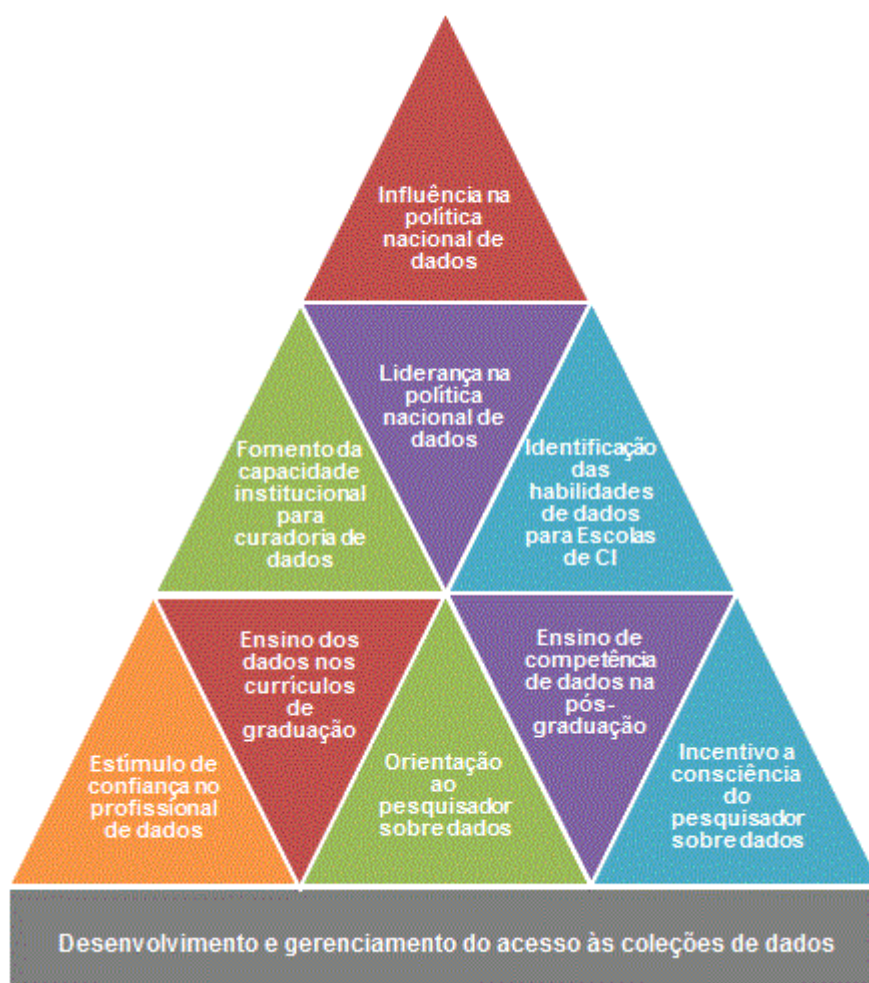 Influência na
política
nacional de
dados
Liderança na
política
nacional de
dados
Fomento da
capacidade
institucional
para
curadoria de
dados
Identificação
das
habilidades
de dados
para Escolas
de CI
Estímulo de
confiança no
profissional
de dados
Ensino dos
dados nos
currículos
de
graduação
Orientação
ao
pesquisador
sobre dados
Ensino de
competência
de dados na
pós-
graduação
Incentivo a
consciência
do
pesquisador
sobre dados
Desenvolvimento e gerenciamento do acesso às coleções de dados